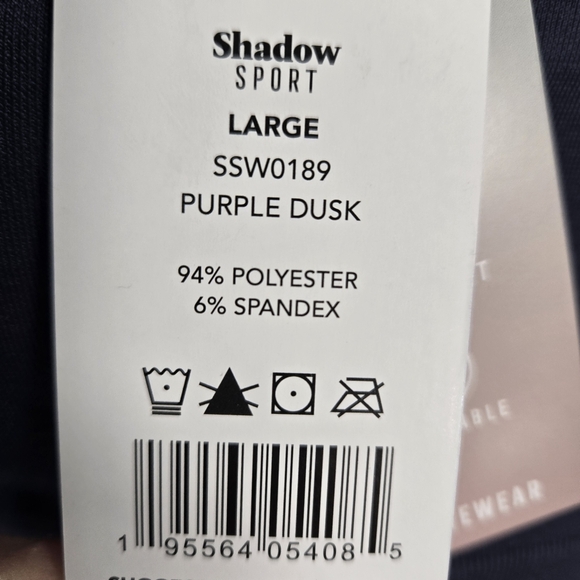 Shadow
SPORT
LARGE
SSW0189
PURPLE DUSK
94% POLYESTER
6% SPANDEX
1 95564 05408 5